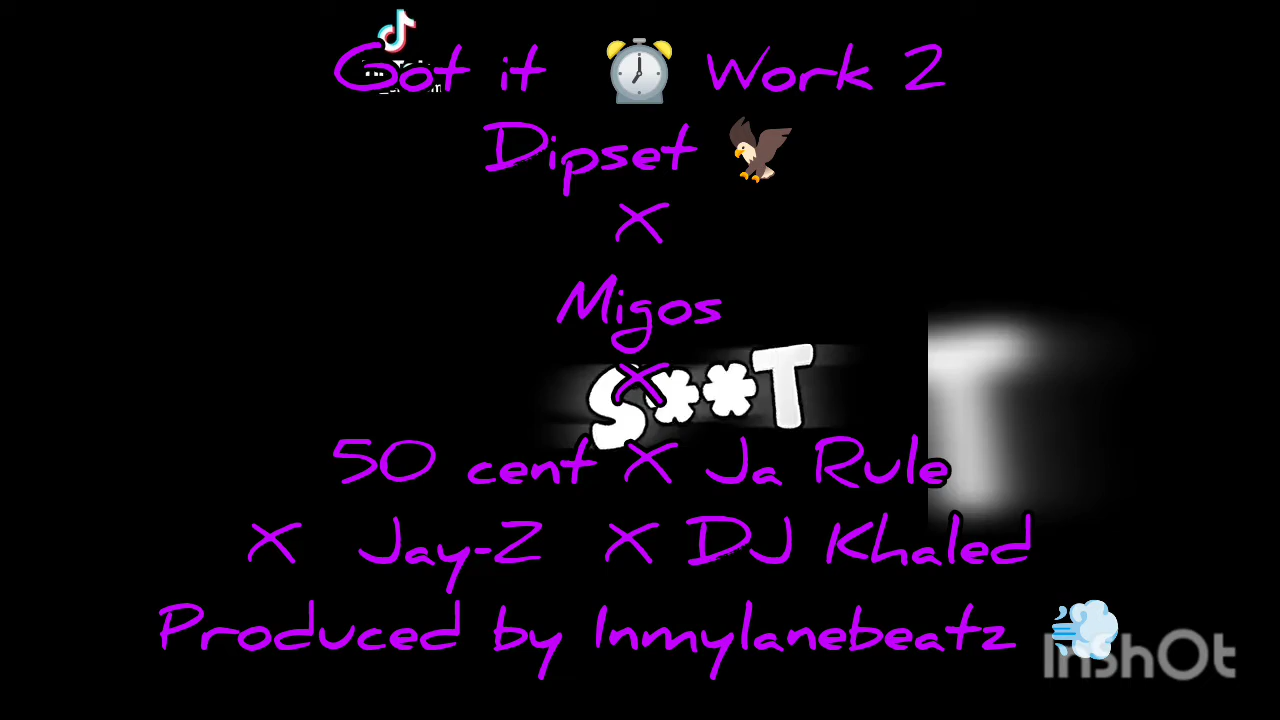 Got it ⏰ Work 2
Dipset 🦅
X
Migos
X
S**T
T
50 cent X Ja Rule
X Jay-Z X DJ Khaled
Produced by Inmylanebeatz 💨
InShOt